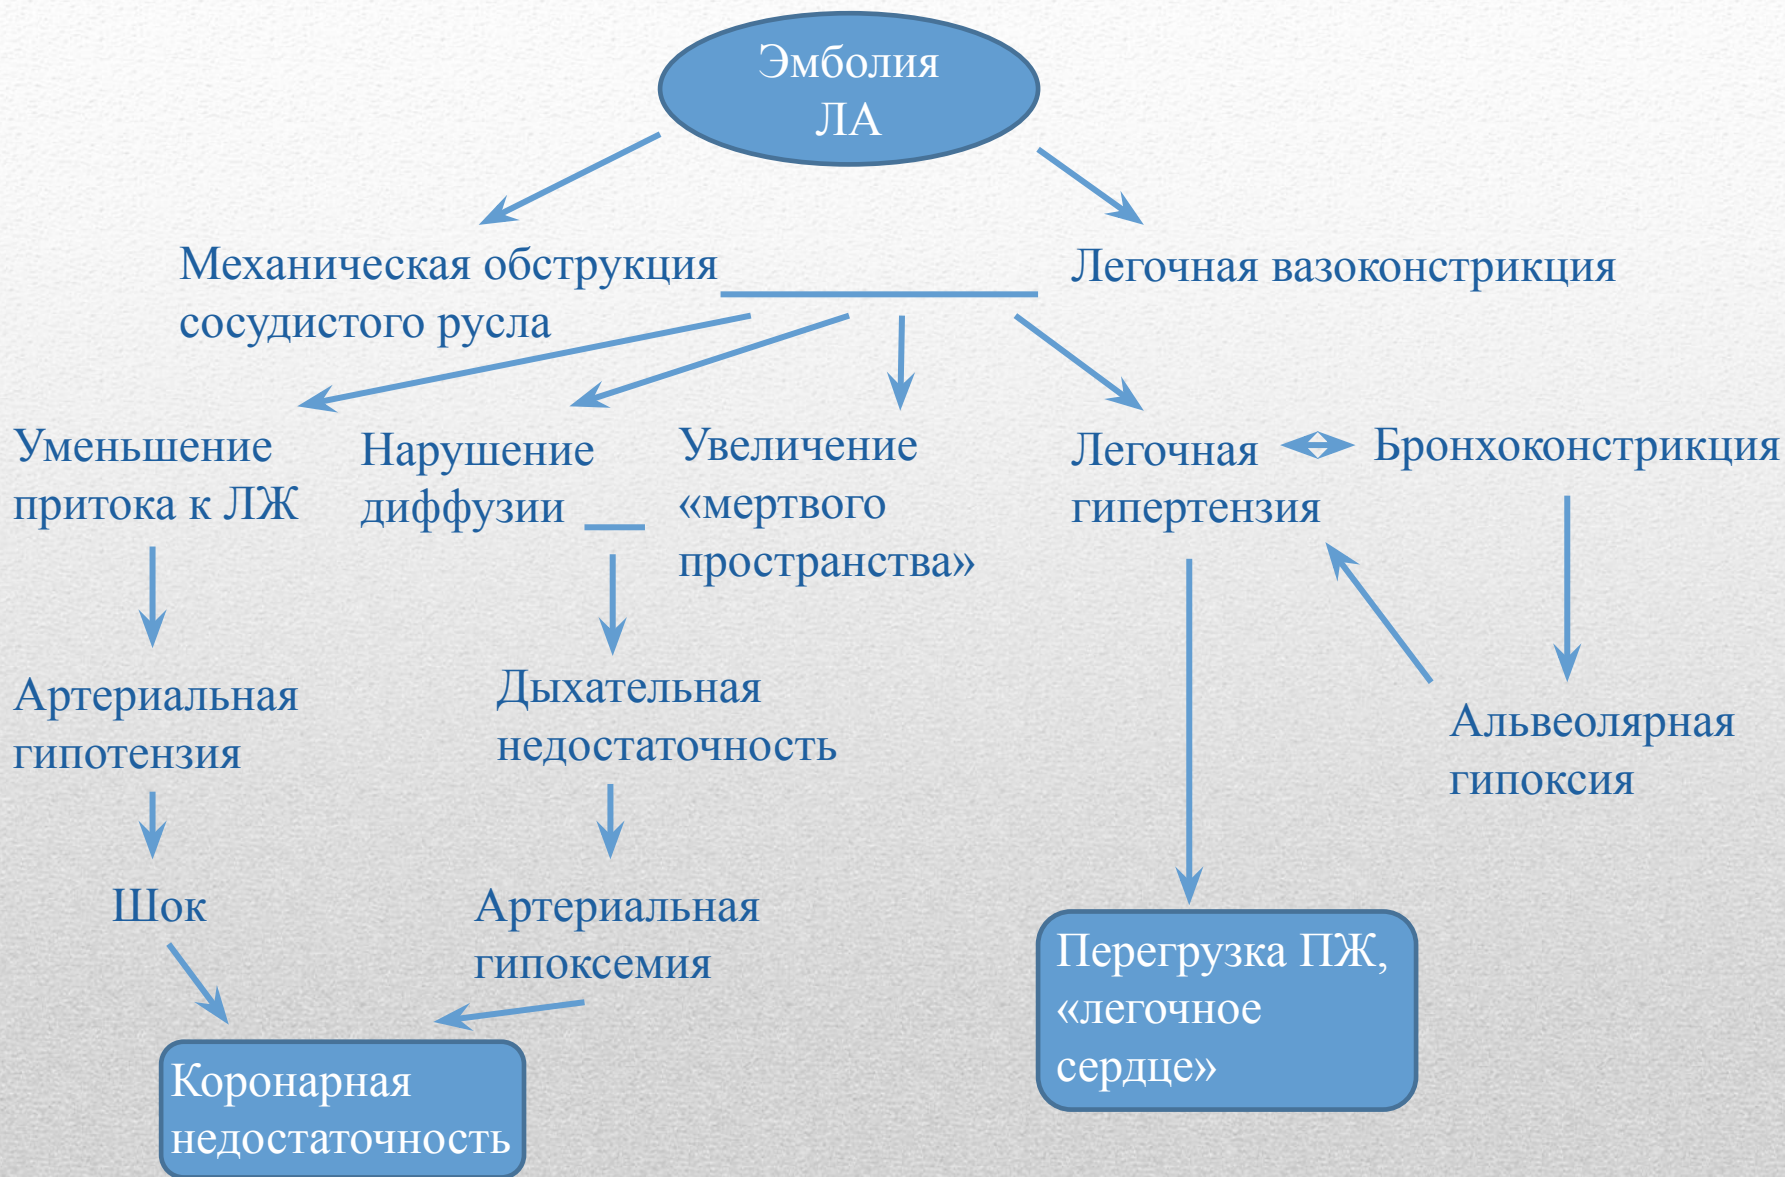 Эмболия
ЛА
Механическая обструкция
сосудистого русла
Легочная вазоконстрикция
Уменьшение
притока к ЛЖ
Нарушение
диффузии
Увеличение
«мертвого
пространства»
Легочная
гипертензия
Бронхоконстрикция
Артериальная
гипотензия
Дыхательная
недостаточность
Альвеолярная
гипоксия
Шок
Артериальная
гипоксемия
Перегрузка ПЖ,
«легочное
сердце»
Коронарная
недостаточность